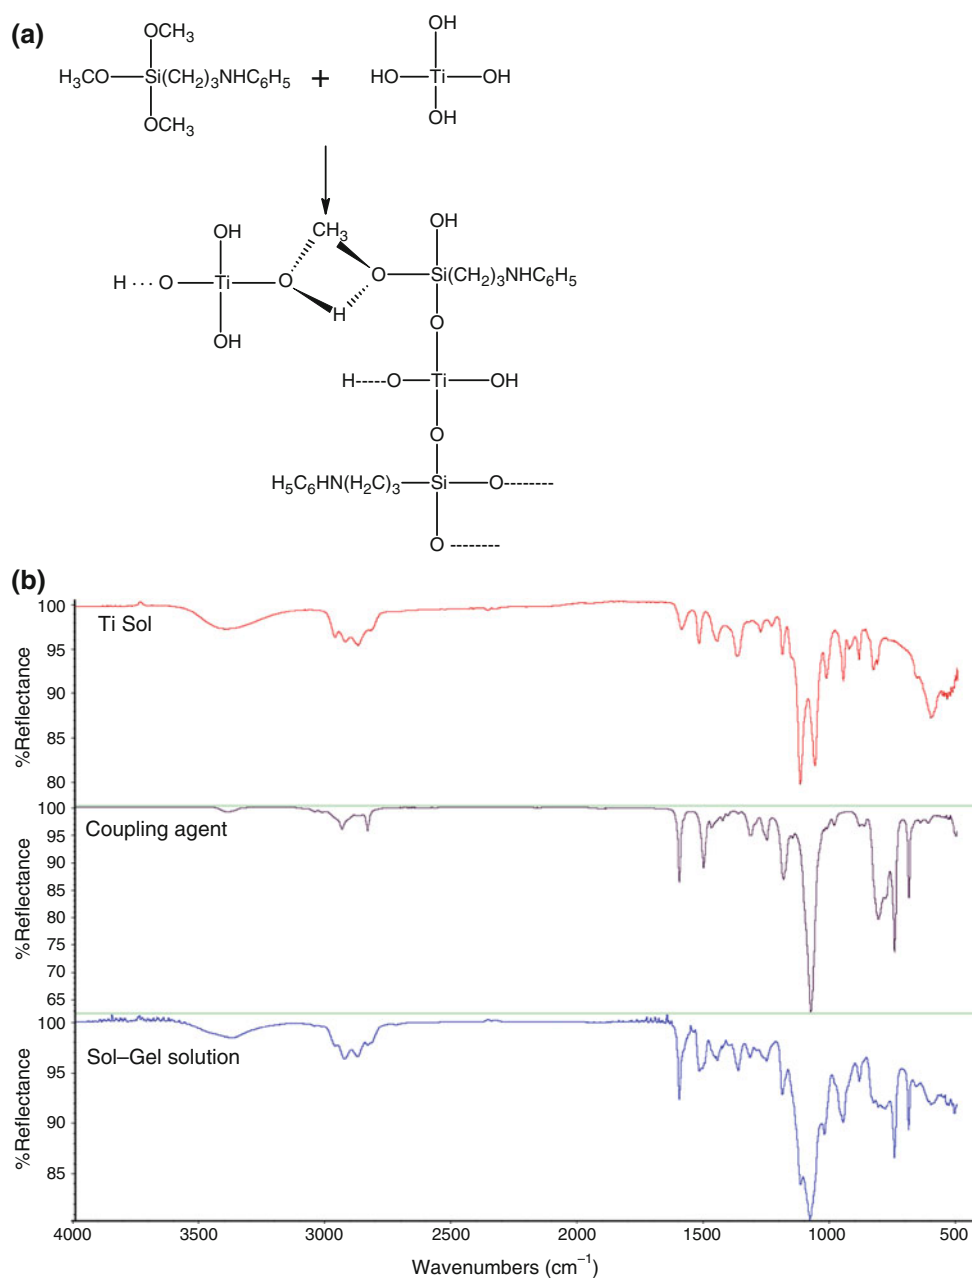 (a)
OCH3
H3CO Si(CH2)3NHC6H5
OCH3
+
OH
HO Ti OH
OH
OH
H ··· O Ti O
OH
CH3
H
OH
O Si(CH2)3NHC6H5
O
H-----O Ti OH
O
H5C6HN(H2C)3 Si O--------
O --------
(b)
Ti Sol
%Reflectance
100
95
90
85
80
Coupling agent
%Reflectance
100
95
90
85
80
75
70
65
Sol–Gel solution
%Reflectance
100
95
90
85
4000 3500 3000 2500 2000 1500 1000 500
Wavenumbers (cm−1)